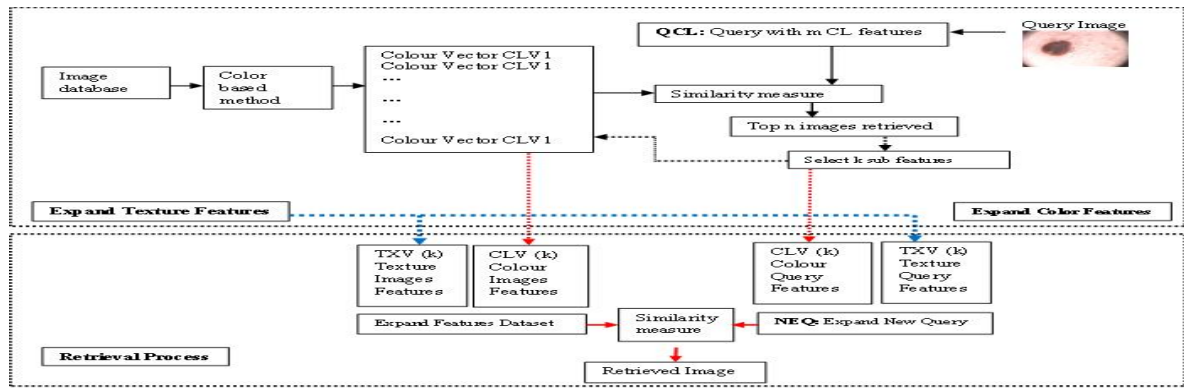 Query Image
QCL: Query with m CL features
Image
database
Color
based
method
Colour Vector CLV1
Colour Vector CLV1
...
...
...
Colour Vector CLV1
Similarity measure
Top n images retrieved
Select k sub features
Expand Texture Features
Expand Color Features
TXV (k)
Texture
Images
Features
CLV (k)
Colour
Images
Features
CLV (k)
Colour
Query
Features
TXV (k)
Texture
Query
Features
Expand Features Dataset
Similarity
measure
NEQ: Expand New Query
Retrieval Process
Retrieved Image